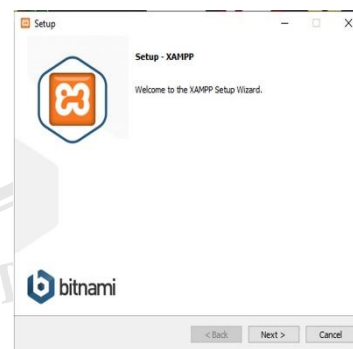 Setup
Setup - XAMPP
Welcome to the XAMPP Setup Wizard.
bitnami
< Back
Next >
Cancel